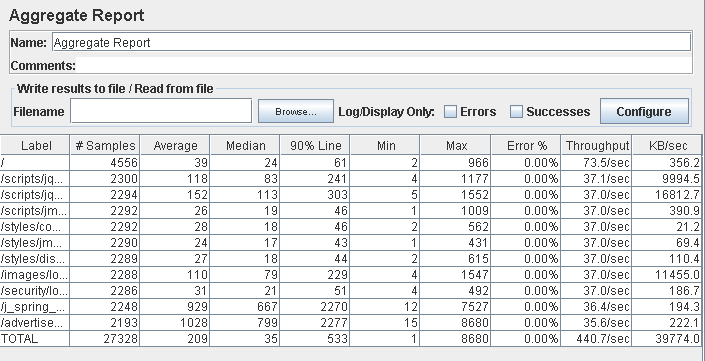 Aggregate Report
Name: Aggregate Report
Comments:
Write results to file / Read from file
Filename Browse... Log/Display Only: Errors Successes Configure
Label # Samples Average Median 90% Line Min Max Error % Throughput KB/sec
/ 4556 39 24 61 2 966 0.00% 73.5/sec 356.2
/scripts/jq... 2300 118 83 241 4 1177 0.00% 37.1/sec 9994.5
/scripts/jq... 2294 152 113 303 5 1552 0.00% 37.0/sec 16812.7
/scripts/jm... 2292 26 19 46 1 1009 0.00% 37.0/sec 390.9
/styles/co... 2292 28 18 46 2 562 0.00% 37.0/sec 21.2
/styles/jm... 2290 24 17 43 1 431 0.00% 37.0/sec 69.4
/styles/dis... 2289 27 18 44 2 615 0.00% 37.0/sec 110.4
/images/lo... 2288 110 79 229 4 1547 0.00% 37.0/sec 11455.0
/security/lo... 2286 31 21 51 4 492 0.00% 37.0/sec 186.7
/j_spring_... 2248 929 667 2270 12 7527 0.00% 36.4/sec 194.3
/advertise... 2193 1028 799 2277 15 8680 0.00% 35.6/sec 222.1
TOTAL 27328 209 35 533 1 8680 0.00% 440.7/sec 39774.0